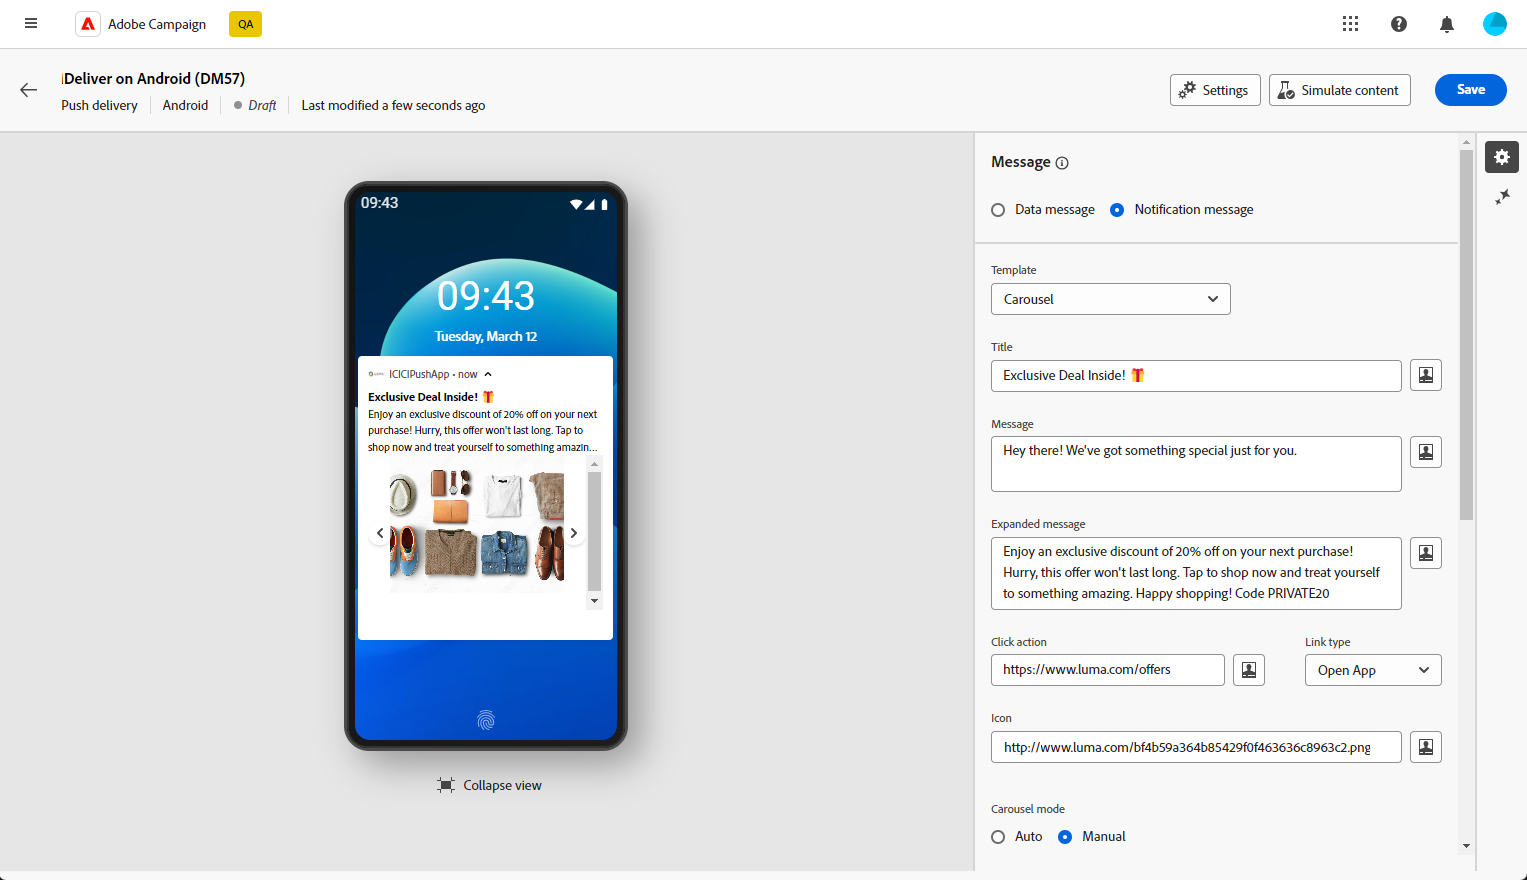 Adobe Campaign
QA
Deliver on Android (DM57)
Push delivery
Android
Draft
Last modified a few seconds ago
Settings
Simulate content
Save
09:43
09:43
Tuesday, March 12
ICICIPushApp • now
Exclusive Deal Inside! 🎁
Enjoy an exclusive discount of 20% off on your next
purchase! Hurry, this offer won't last long. Tap to
shop now and treat yourself to something amazin...
Collapse view
Message
Data message
Notification message
Template
Carousel
Title
Exclusive Deal Inside! 🎁
Message
Hey there! We've got something special just for you.
Expanded message
Enjoy an exclusive discount of 20% off on your next purchase!
Hurry, this offer won't last long. Tap to shop now and treat yourself
to something amazing. Happy shopping! Code PRIVATE20
Click action
Link type
https://www.luma.com/offers
Open App
Icon
http://www.luma.com/bf4b59a364b85429f0f463636c8963c2.png
Carousel mode
Auto
Manual